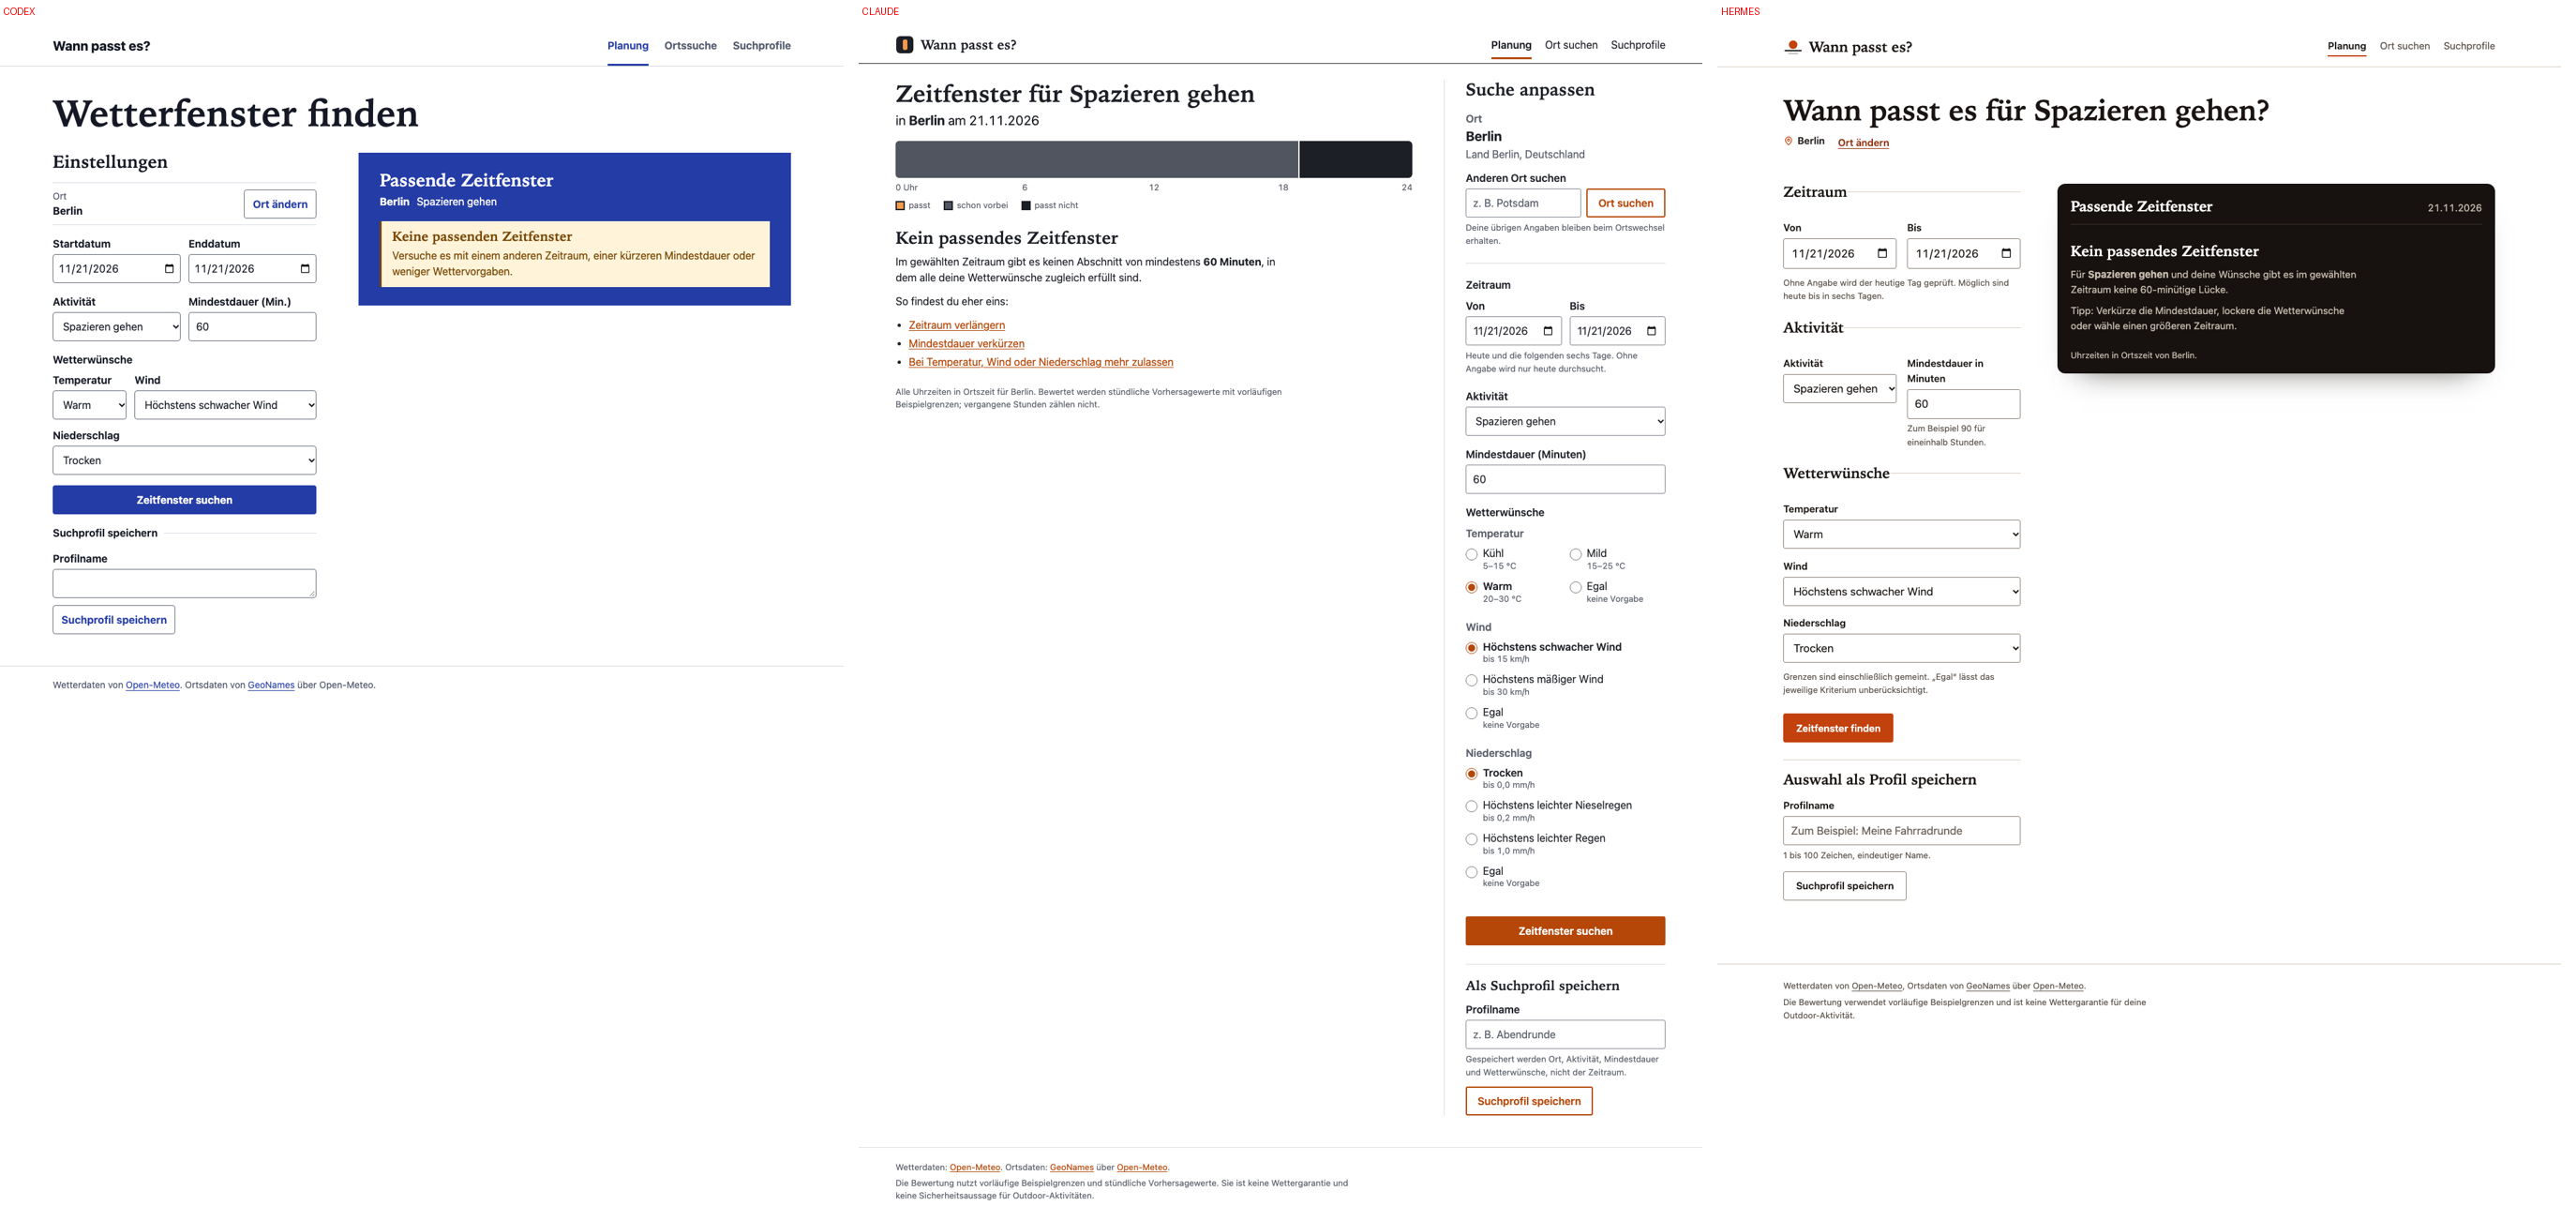 CODEX
Wann passt es?
Planung Ortssuche Suchprofile
Wetterfenster finden
Einstellungen
Ort
Berlin
Ort ändern
Startdatum Enddatum
11/21/2026 11/21/2026
Aktivität Mindestdauer (Min.)
Spazieren gehen 60
Wetterwünsche
Temperatur Wind
Warm Höchstens schwacher Wind
Niederschlag
Trocken
Zeitfenster suchen
Suchprofil speichern
Profilname
Suchprofil speichern
Passende Zeitfenster
Berlin Spazieren gehen
Keine passenden Zeitfenster
Versuche es mit einem anderen Zeitraum, einer kürzeren Mindestdauer oder
weniger Wettervorgaben.
Wetterdaten von Open-Meteo. Ortsdaten von GeoNames über Open-Meteo.
CLAUDE
Wann passt es?
Planung Ort suchen Suchprofile
Zeitfenster für Spazieren gehen
in Berlin am 21.11.2026
0 Uhr 6 12 18 24
passt schon vorbei passt nicht
Kein passendes Zeitfenster
Im gewählten Zeitraum gibt es keinen Abschnitt von mindestens 60 Minuten, in
dem alle deine Wetterwünsche zugleich erfüllt sind.
So findest du eher eins:
• Zeitraum verlängern
• Mindestdauer verkürzen
• Bei Temperatur, Wind oder Niederschlag mehr zulassen
Alle Uhrzeiten in Ortszeit für Berlin. Bewertet werden stündliche Vorhersagewerte mit vorläufigen
Beispielgrenzen; vergangene Stunden zählen nicht.
Suche anpassen
Ort
Berlin
Land Berlin, Deutschland
Anderen Ort suchen
z. B. Potsdam Ort suchen
Deine übrigen Angaben bleiben beim Ortswechsel
erhalten.
Zeitraum
Von Bis
11/21/2026 11/21/2026
Heute und die folgenden sechs Tage. Ohne
Angabe wird nur heute durchsucht.
Aktivität
Spazieren gehen
Mindestdauer (Minuten)
60
Wetterwünsche
Temperatur
Kühl Mild
5–15 °C 15–25 °C
Warm Egal
20–30 °C keine Vorgabe
Wind
Höchstens schwacher Wind
bis 15 km/h
Höchstens mäßiger Wind
bis 30 km/h
Egal
keine Vorgabe
Niederschlag
Trocken
bis 0,0 mm/h
Höchstens leichter Nieselregen
bis 0,2 mm/h
Höchstens leichter Regen
bis 1,0 mm/h
Egal
keine Vorgabe
Zeitfenster suchen
Als Suchprofil speichern
Profilname
z. B. Abendrunde
Gespeichert werden Ort, Aktivität, Mindestdauer
und Wetterwünsche, nicht der Zeitraum.
Suchprofil speichern
Wetterdaten: Open-Meteo. Ortsdaten: GeoNames über Open-Meteo.
Die Bewertung nutzt vorläufige Beispielgrenzen und stündliche Vorhersagewerte. Sie ist keine Wettergarantie und
keine Sicherheitsaussage für Outdoor-Aktivitäten.
HERMES
Wann passt es?
Planung Ort suchen Suchprofile
Wann passt es für Spazieren gehen?
Berlin Ort ändern
Zeitraum
Von Bis
11/21/2026 11/21/2026
Ohne Angabe wird der heutige Tag geprüft. Möglich sind
heute bis in sechs Tagen.
Aktivität
Aktivität Mindestdauer in
Minuten
Spazieren gehen
60
Zum Beispiel 90 für
eineinhalb Stunden.
Wetterwünsche
Temperatur
Warm
Wind
Höchstens schwacher Wind
Niederschlag
Trocken
Grenzen sind einschließlich gemeint. „Egal“ lässt das
jeweilige Kriterium unberücksichtigt.
Zeitfenster finden
Auswahl als Profil speichern
Profilname
Zum Beispiel: Meine Fahrradrunde
1 bis 100 Zeichen, eindeutiger Name.
Suchprofil speichern
Passende Zeitfenster 21.11.2026
Kein passendes Zeitfenster
Für Spazieren gehen und deine Wünsche gibt es im gewählten
Zeitraum keine 60-minütige Lücke.
Tipp: Verkürze die Mindestdauer, lockere die Wetterwünsche
oder wähle einen größeren Zeitraum.
Uhrzeiten in Ortszeit von Berlin.
Wetterdaten von Open-Meteo, Ortsdaten von GeoNames über Open-Meteo.
Die Bewertung verwendet vorläufige Beispielgrenzen und ist keine Wettergarantie für deine
Outdoor-Aktivität.